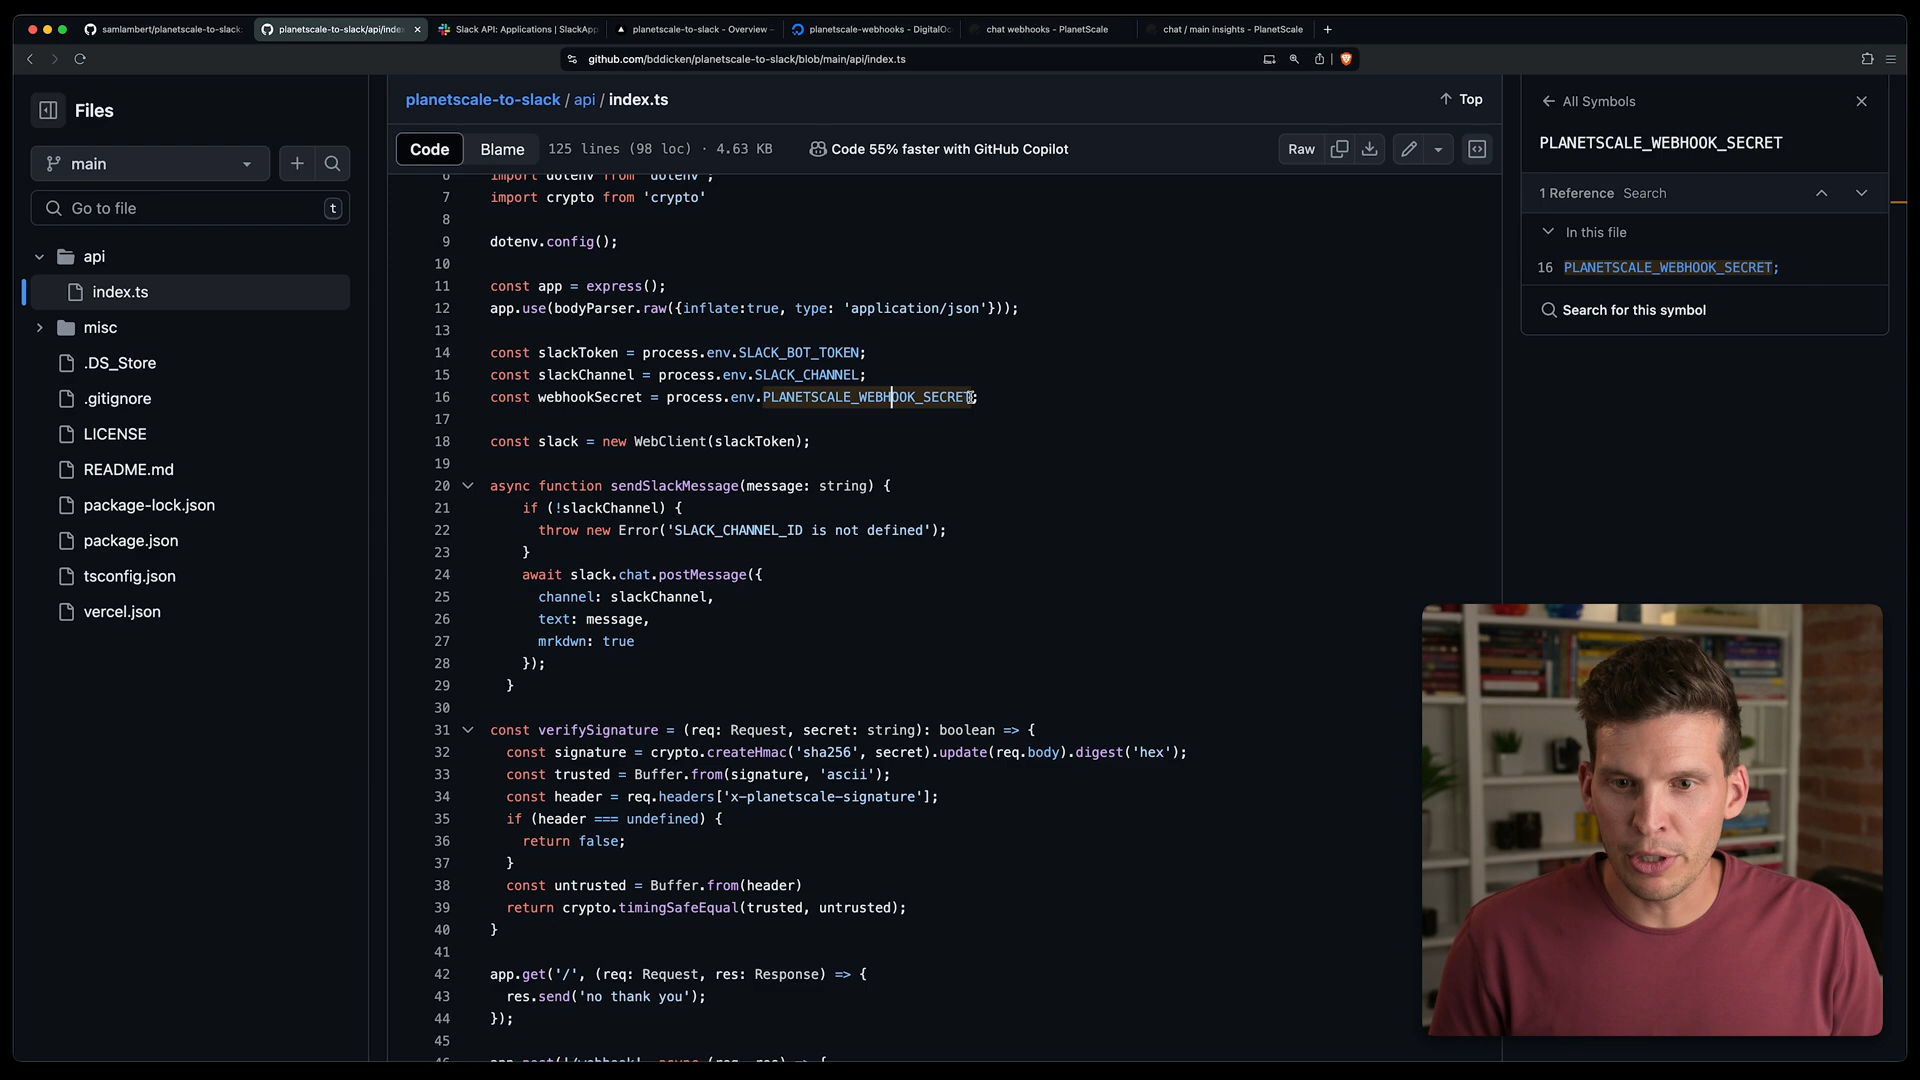 samlambert/planetscale-to-slack:
planetscale-to-slack/api/index
Slack API: Applications | SlackApp
planetscale-to-slack - Overview –
planetscale-webhooks - DigitalOc
chat webhooks - PlanetScale
chat / main insights - PlanetScale
github.com/bddicken/planetscale-to-slack/blob/main/api/index.ts
Files
main
Go to file
t
api
index.ts
misc
.DS_Store
.gitignore
LICENSE
README.md
package-lock.json
package.json
tsconfig.json
vercel.json
planetscale-to-slack / api / index.ts
Top
Code
Blame
125 lines (98 loc) · 4.63 KB
Code 55% faster with GitHub Copilot
Raw
6 import dotenv from 'dotenv';
7 import crypto from 'crypto'
8
9 dotenv.config();
10
11 const app = express();
12 app.use(bodyParser.raw({inflate:true, type: 'application/json'}));
13
14 const slackToken = process.env.SLACK_BOT_TOKEN;
15 const slackChannel = process.env.SLACK_CHANNEL;
16 const webhookSecret = process.env.PLANETSCALE_WEBHOOK_SECRET;
17
18 const slack = new WebClient(slackToken);
19
20 async function sendSlackMessage(message: string) {
21 if (!slackChannel) {
22 throw new Error('SLACK_CHANNEL_ID is not defined');
23 }
24 await slack.chat.postMessage({
25 channel: slackChannel,
26 text: message,
27 mrkdwn: true
28 });
29 }
30
31 const verifySignature = (req: Request, secret: string): boolean => {
32 const signature = crypto.createHmac('sha256', secret).update(req.body).digest('hex');
33 const trusted = Buffer.from(signature, 'ascii');
34 const header = req.headers['x-planetscale-signature'];
35 if (header === undefined) {
36 return false;
37 }
38 const untrusted = Buffer.from(header)
39 return crypto.timingSafeEqual(trusted, untrusted);
40 }
41
42 app.get('/', (req: Request, res: Response) => {
43 res.send('no thank you');
44 });
45
46 app.post('/webhook', async (req, res) => {
All Symbols
PLANETSCALE_WEBHOOK_SECRET
1 Reference Search
In this file
16 PLANETSCALE_WEBHOOK_SECRET;
Search for this symbol